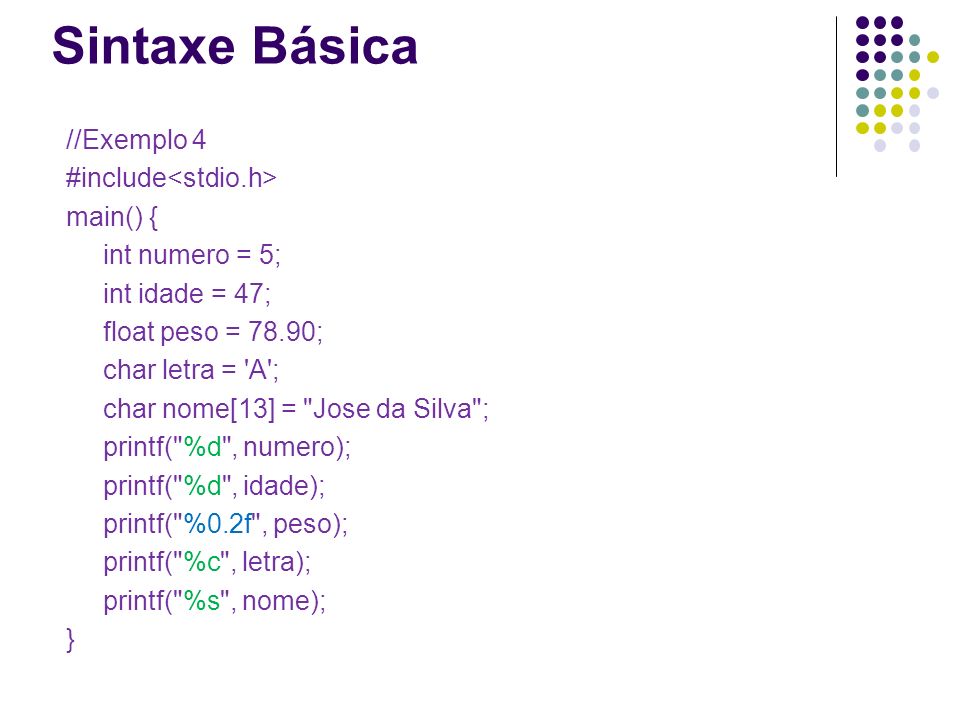 Sintaxe Básica
//Exemplo 4
#include<stdio.h>
main() {
int numero = 5;
int idade = 47;
float peso = 78.90;
char letra = 'A';
char nome[13] = "Jose da Silva";
printf("%d", numero);
printf("%d", idade);
printf("%0.2f", peso);
printf("%c", letra);
printf("%s", nome);
}